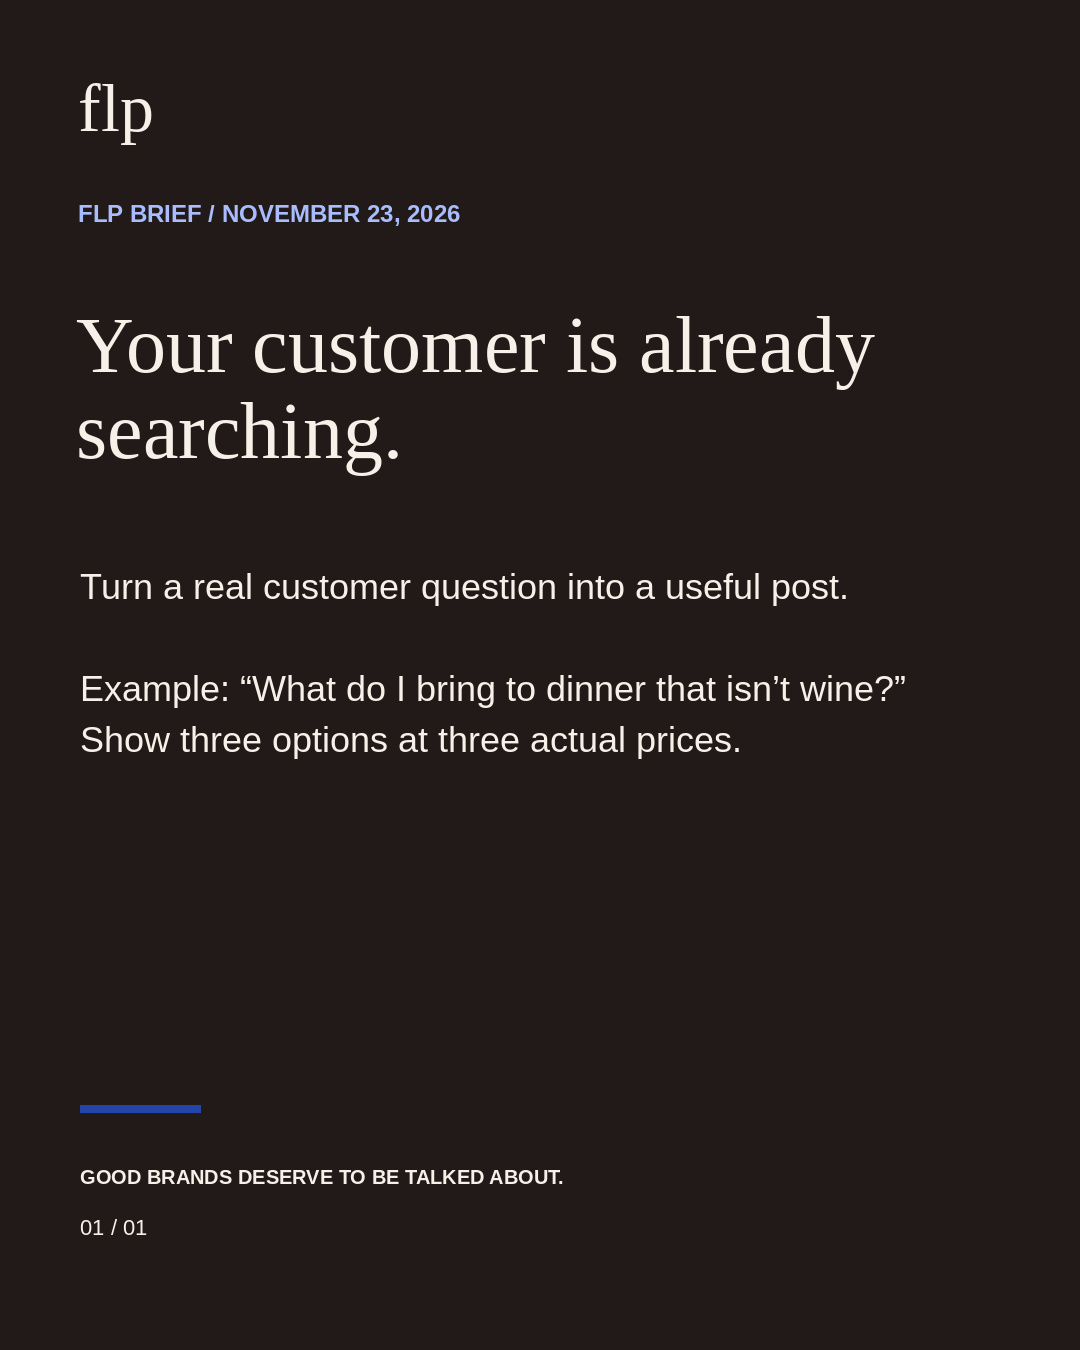 flp
FLP BRIEF / NOVEMBER 23, 2026
Your customer is already
searching.
Turn a real customer question into a useful post.
Example: “What do I bring to dinner that isn’t wine?”
Show three options at three actual prices.
GOOD BRANDS DESERVE TO BE TALKED ABOUT.
01 / 01